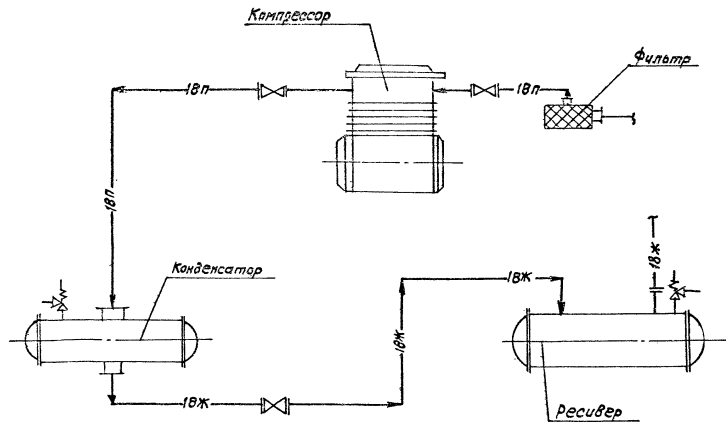 Компрессор
18п
18п
Фильтр
18п
18ж
Конденсатор
18ж
18ж
18ж
Ресивер